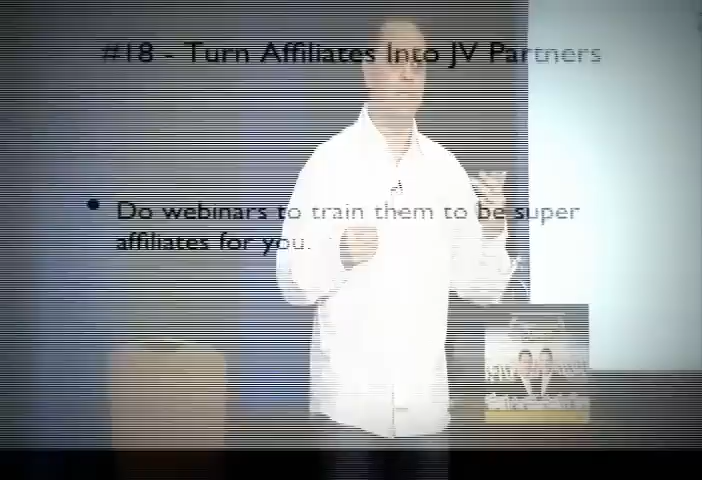 #18 - Turn Affiliates Into JV Partners
• Do webinars to train them to be super
affiliates for you.